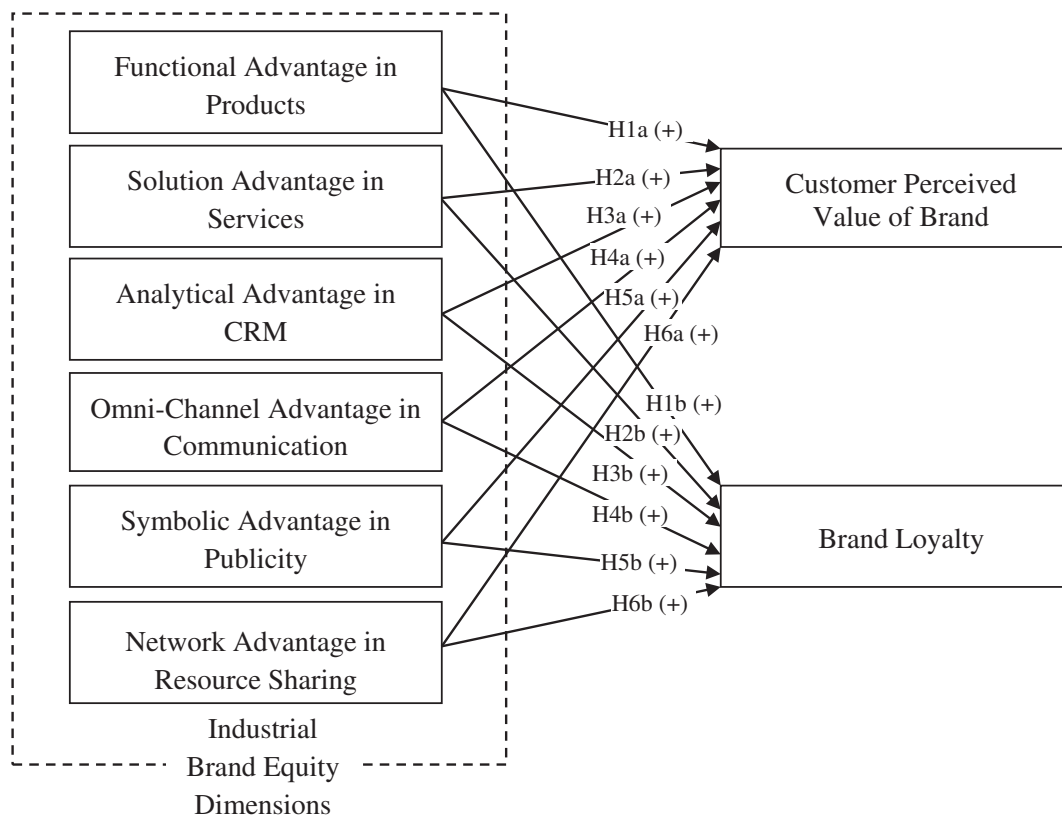 Functional Advantage in
Products
Solution Advantage in
Services
Analytical Advantage in
CRM
Omni-Channel Advantage in
Communication
Symbolic Advantage in
Publicity
Network Advantage in
Resource Sharing
Industrial
Brand Equity
Dimensions
H1a (+)
H2a (+)
H3a (+)
H4a (+)
H5a (+)
H6a (+)
H1b (+)
H2b (+)
H3b (+)
H4b (+)
H5b (+)
H6b (+)
Customer Perceived
Value of Brand
Brand Loyalty